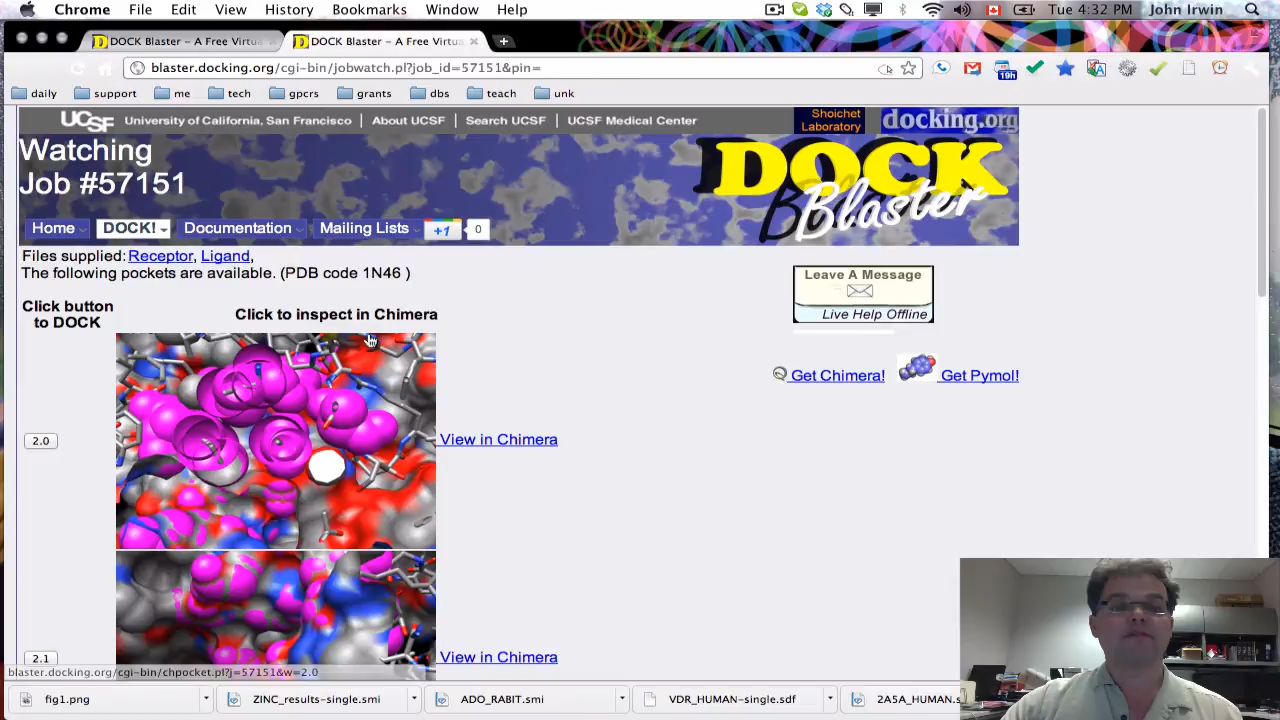 Chrome File Edit View History Bookmarks Window Help Tue 4:32 PM John Irwin
DOCK Blaster – A Free Virtu DOCK Blaster – A Free Virtu
blaster.docking.org/cgi-bin/jobwatch.pl?job_id=57151&pin= 19h
daily support me tech gpcrs grants dbs teach unk
UCSF University of California, San Francisco | About UCSF | Search UCSF | UCSF Medical Center Shoichet Laboratory docking.org
Watching
Job #57151
DOCK Blaster
Home DOCK! Documentation Mailing Lists +1 0
Files supplied: Receptor, Ligand,
The following pockets are available. (PDB code 1N46 )
Leave A Message
Live Help Offline
Click button
to DOCK
Click to inspect in Chimera
Get Chimera! Get Pymol!
2.0 View in Chimera
2.1 View in Chimera
blaster.docking.org/cgi-bin/chpocket.pl?j=57151&w=2.0
fig1.png ZINC_results-single.smi ADO_RABIT.smi VDR_HUMAN-single.sdf 2A5A_HUMAN.s